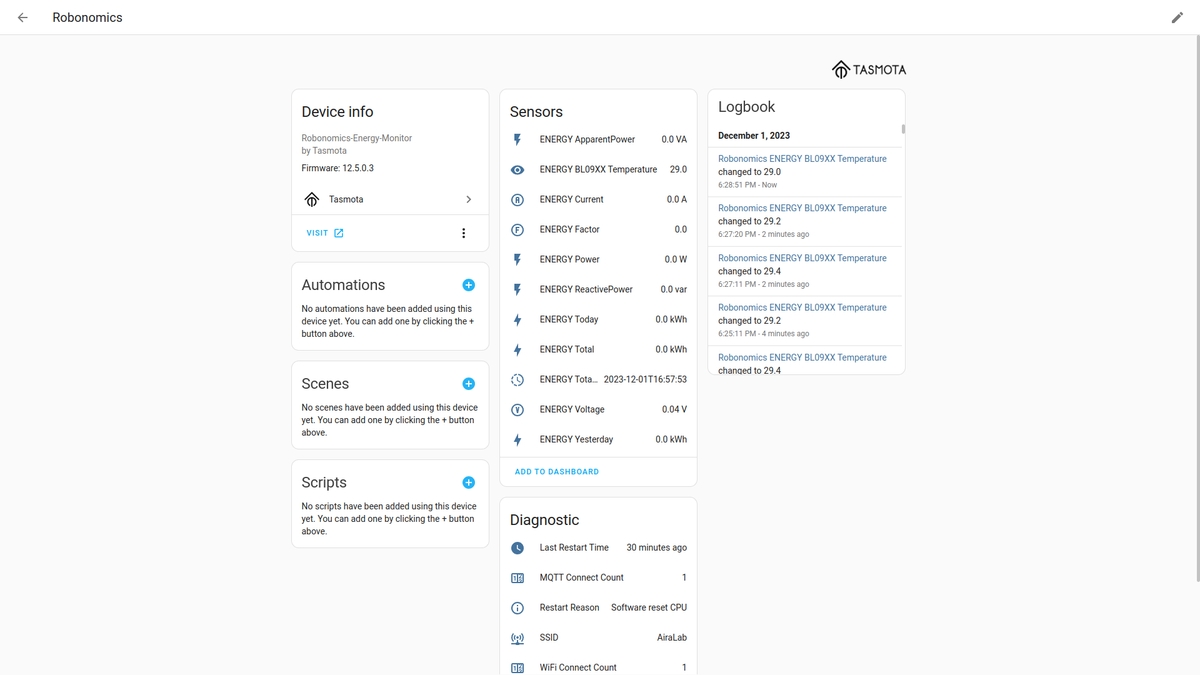 Robonomics
TASMOTA
Device info
Robonomics-Energy-Monitor
by Tasmota
Firmware: 12.5.0.3
Tasmota
VISIT
Automations
No automations have been added using this
device yet. You can add one by clicking the +
button above.
Scenes
No scenes have been added using this device
yet. You can add one by clicking the + button
above.
Scripts
No scripts have been added using this device
yet. You can add one by clicking the + button
above.
Sensors
ENERGY ApparentPower 0.0 VA
ENERGY BL09XX Temperature 29.0
ENERGY Current 0.0 A
ENERGY Factor 0.0
ENERGY Power 0.0 W
ENERGY ReactivePower 0.0 var
ENERGY Today 0.0 kWh
ENERGY Total 0.0 kWh
ENERGY Tota... 2023-12-01T16:57:53
ENERGY Voltage 0.04 V
ENERGY Yesterday 0.0 kWh
ADD TO DASHBOARD
Diagnostic
Last Restart Time 30 minutes ago
MQTT Connect Count 1
Restart Reason Software reset CPU
SSID AiraLab
WiFi Connect Count 1
Logbook
December 1, 2023
Robonomics ENERGY BL09XX Temperature
changed to 29.0
6:28:51 PM - Now
Robonomics ENERGY BL09XX Temperature
changed to 29.2
6:27:20 PM - 2 minutes ago
Robonomics ENERGY BL09XX Temperature
changed to 29.4
6:27:11 PM - 2 minutes ago
Robonomics ENERGY BL09XX Temperature
changed to 29.2
6:25:11 PM - 4 minutes ago
Robonomics ENERGY BL09XX Temperature
changed to 29.4